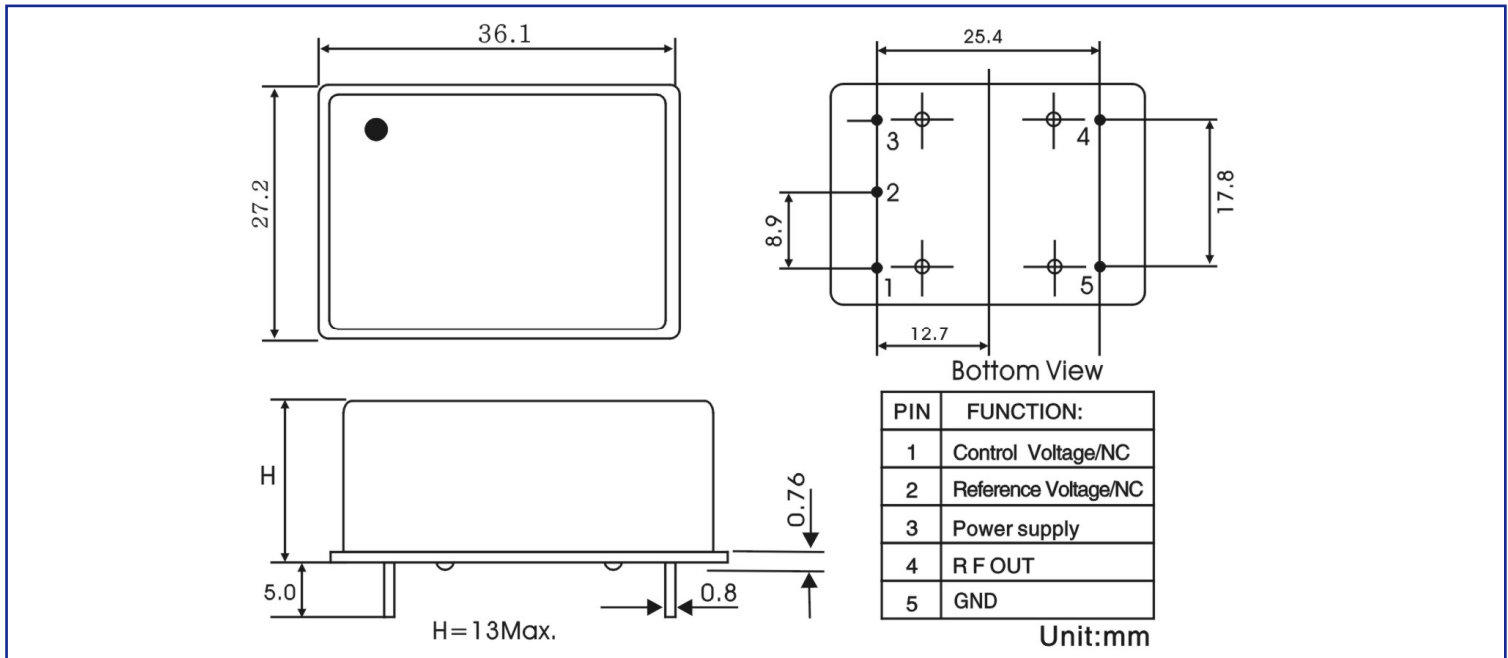 36.1
27.2
25.4
3
4
2
8.9
17.8
1
5
12.7
Bottom View
H
5.0
0.76
0.8
H=13Max.
PIN FUNCTION:
1 Control Voltage/NC
2 Reference Voltage/NC
3 Power supply
4 R F OUT
5 GND
Unit:mm